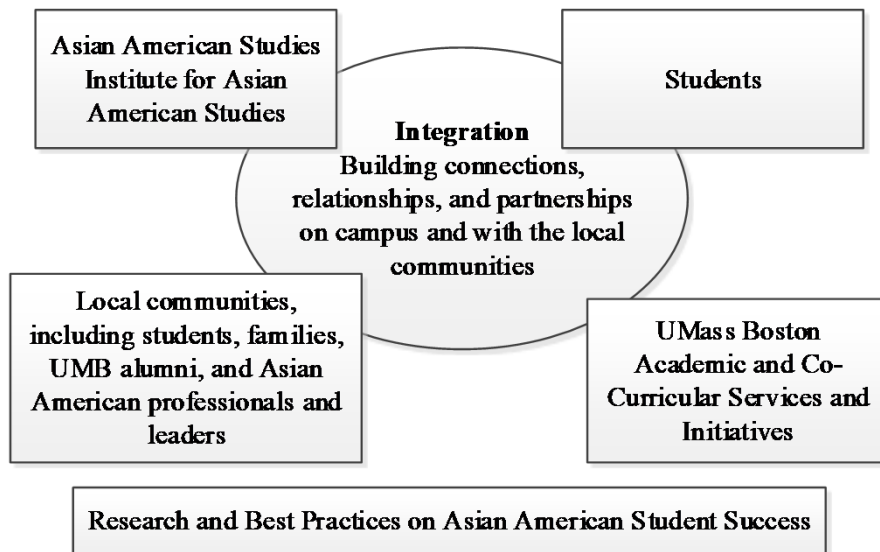 Asian American Studies
Institute for Asian
American Studies
Students
Integration
Building connections,
relationships, and partnerships
on campus and with the local
communities
Local communities,
including students, families,
UMB alumni, and Asian
American professionals and
leaders
UMass Boston
Academic and Co-
Curricular Services and
Initiatives
Research and Best Practices on Asian American Student Success